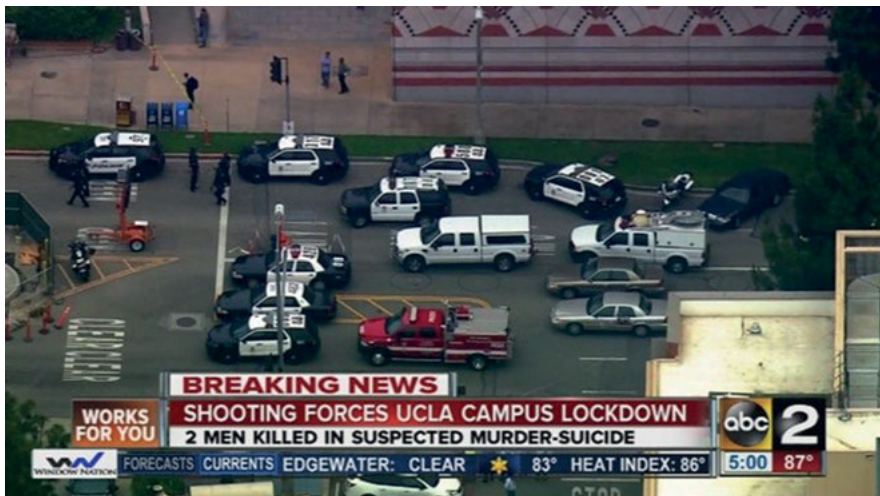 BREAKING NEWS
WORKS FOR YOU
SHOOTING FORCES UCLA CAMPUS LOCKDOWN
2 MEN KILLED IN SUSPECTED MURDER-SUICIDE
abc 2
WINDOW NATION
FORECASTS CURRENTS EDGEWATER: CLEAR 83° HEAT INDEX: 86° 5:00 87°